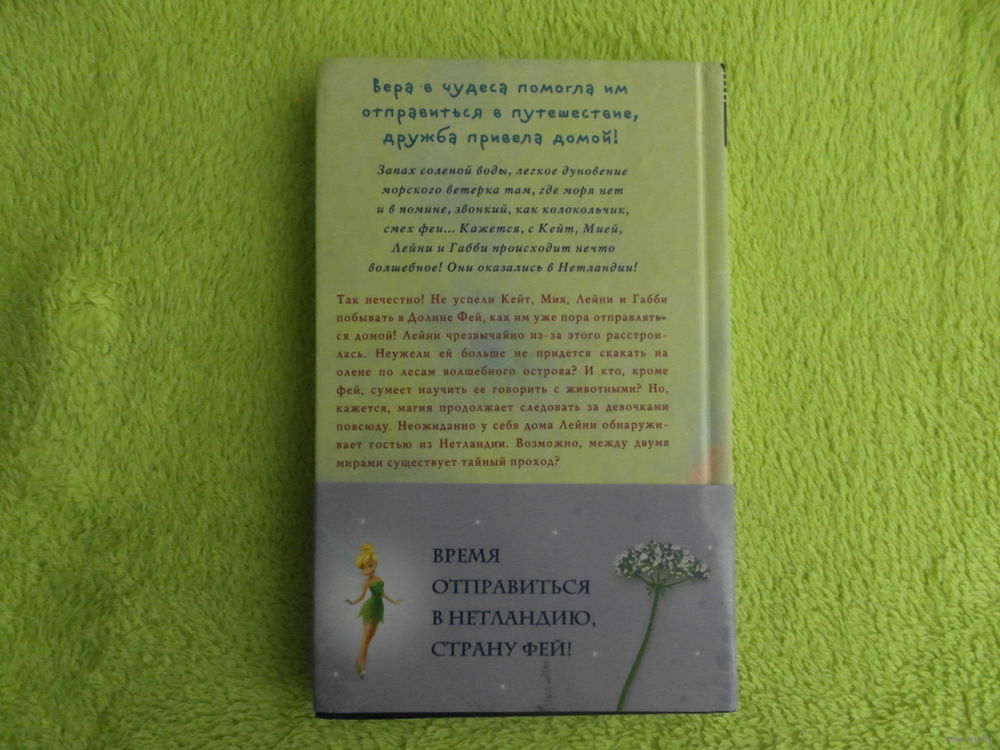 Вера в чудеса помогла им
отправиться в путешествие,
дружба привела домой!
Запах соленой воды, легкое дуновение
морского ветерка там, где моря нет
и в помине, звонкий, как колокольчик,
смех феи... Кажется, с Кейт, Мией,
Лейни и Габби происходит нечто
волшебное! Они оказались в Нетландии!
Так нечестно! Не успели Кейт, Мия, Лейни и Габби
побывать в Долине Фей, как им уже пора отправлять-
ся домой! Лейни чрезвычайно из-за этого расстрои-
лась. Неужели ей больше не придется скакать на
олене по лесам волшебного острова? И кто, кроме
фей, сумеет научить ее говорить с животными? Но,
кажется, магия продолжает следовать за девочками
повсюду. Неожиданно у себя дома Лейни обнаружи-
вает гостью из Нетландии. Возможно, между двумя
мирами существует тайный проход?
ВРЕМЯ
ОТПРАВИТЬСЯ
В НЕТЛАНДИЮ,
СТРАНУ ФЕЙ!